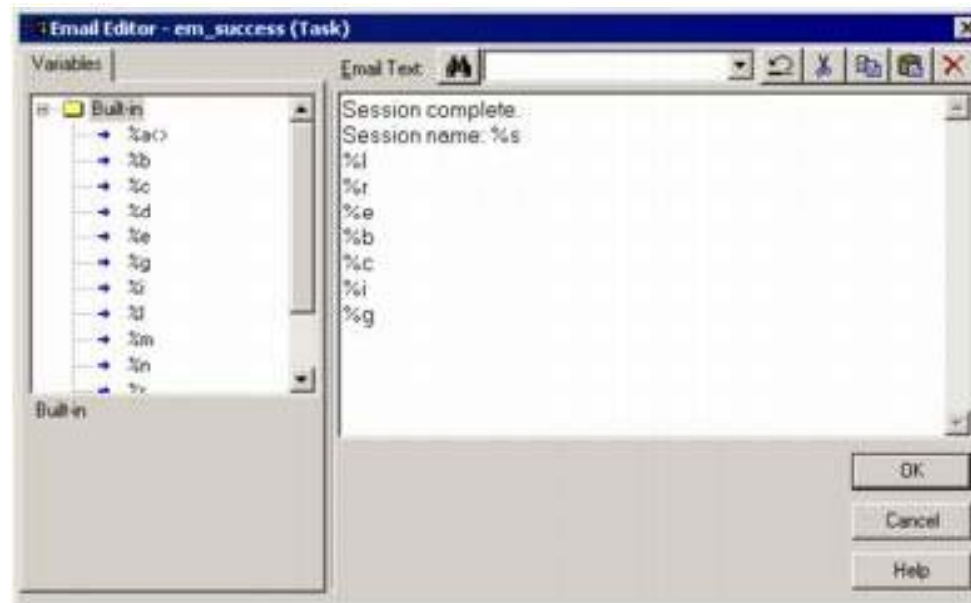 Email Editor - em_success (Task)
Variables
Email Text:
Built-in
%a<>
%b
%c
%d
%e
%g
%i
%l
%m
%n
Built-in
Session complete.
Session name: %s
%l
%r
%e
%b
%c
%i
%g
OK
Cancel
Help